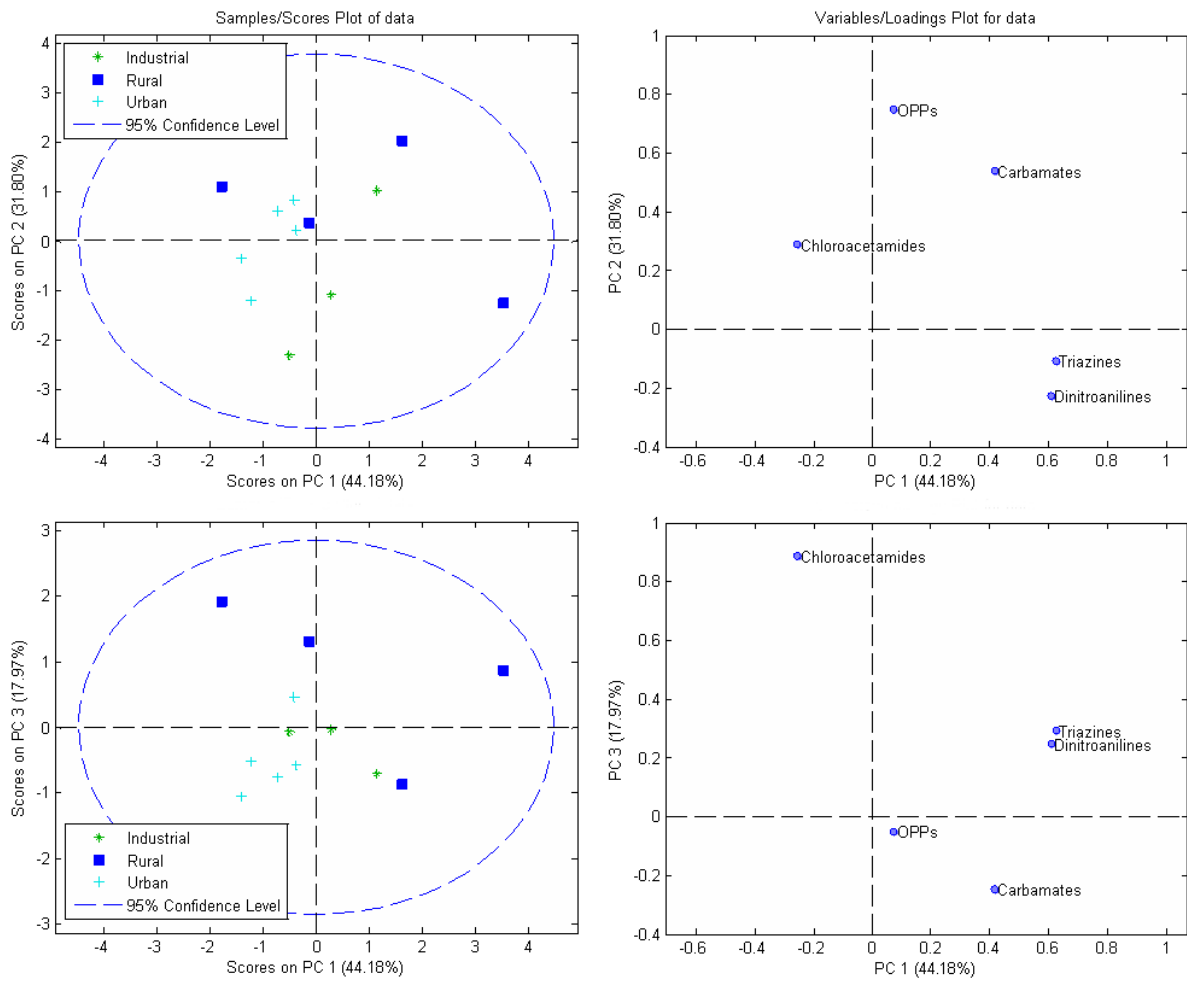 Samples/Scores Plot of data
4
3
2
1
0
-1
-2
-3
-4
Scores on PC 2 (31.80%)
Industrial
Rural
Urban
95% Confidence Level
-4 -3 -2 -1 0 1 2 3 4
Scores on PC 1 (44.18%)
Variables/Loadings Plot for data
1
0.8
0.6
0.4
0.2
0
-0.2
-0.4
PC 2 (31.80%)
OPPs
Carbamates
Chloroacetamides
Triazines
Dinitroanilines
-0.6 -0.4 -0.2 0 0.2 0.4 0.6 0.8 1
PC 1 (44.18%)
3
2
1
0
-1
-2
-3
Scores on PC 3 (17.97%)
Industrial
Rural
Urban
95% Confidence Level
-4 -3 -2 -1 0 1 2 3 4
Scores on PC 1 (44.18%)
1
0.8
0.6
0.4
0.2
0
-0.2
-0.4
PC 3 (17.97%)
Chloroacetamides
Triazines
Dinitroanilines
OPPs
Carbamates
-0.6 -0.4 -0.2 0 0.2 0.4 0.6 0.8 1
PC 1 (44.18%)